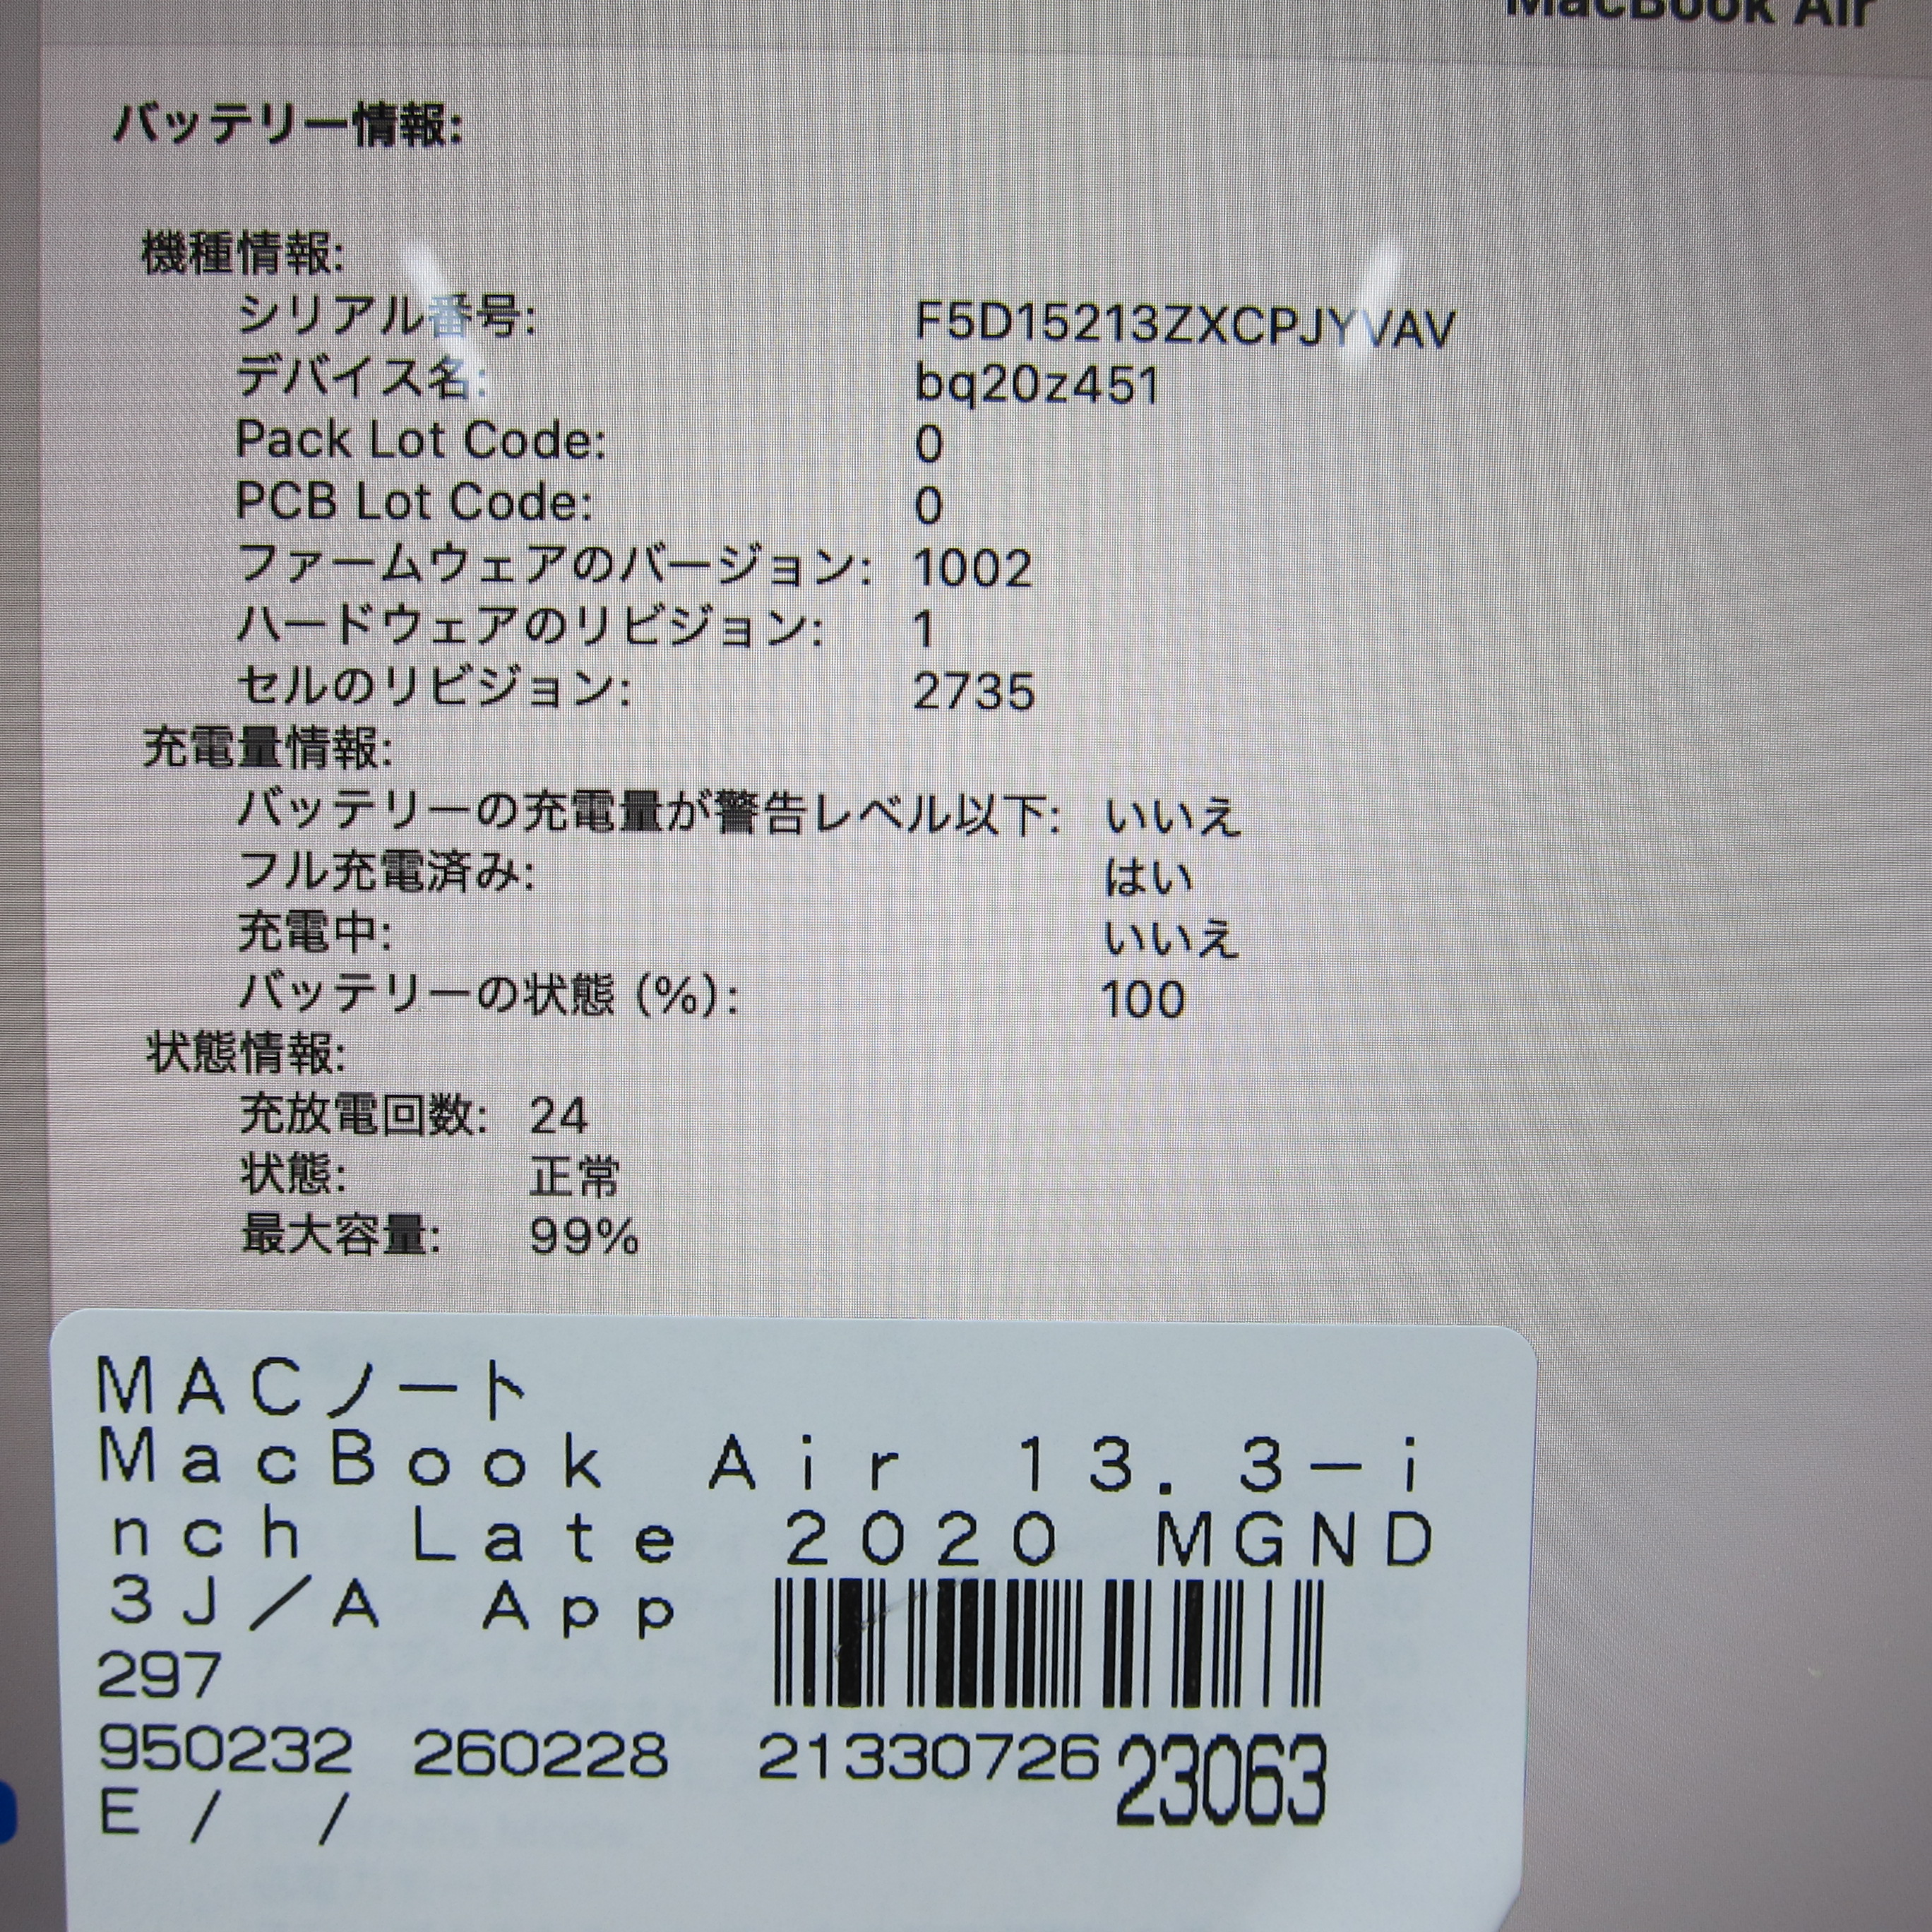 MacBook Air
バッテリー情報:
機種情報:
シリアル番号: F5D15213ZXCPJYVAV
デバイス名: bq20z451
Pack Lot Code: 0
PCB Lot Code: 0
ファームウェアのバージョン: 1002
ハードウェアのリビジョン: 1
セルのリビジョン: 2735
充電量情報:
バッテリーの充電量が警告レベル以下: いいえ
フル充電済み: はい
充電中: いいえ
バッテリーの状態 (%): 100
状態情報:
充放電回数: 24
状態: 正常
最大容量: 99%
MACノート
MacBook Air 13.3-i
nch Late 2020 MGND
3J/A App
297
950232 260228 21330726 23063
E / /